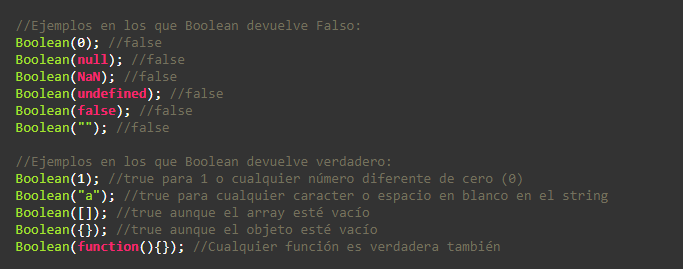 //Ejemplos en los que Boolean devuelve Falso:
Boolean(0); //false
Boolean(null); //false
Boolean(NaN); //false
Boolean(undefined); //false
Boolean(false); //false
Boolean(""); //false
//Ejemplos en los que Boolean devuelve verdadero:
Boolean(1); //true para 1 o cualquier número diferente de cero (0)
Boolean("a"); //true para cualquier caracter o espacio en blanco en el string
Boolean([]); //true aunque el array esté vacío
Boolean({}); //true aunque el objeto esté vacío
Boolean(function(){}); //Cualquier función es verdadera también